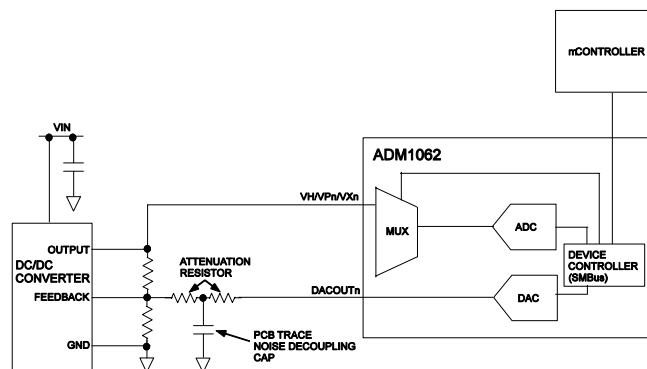 mCONTROLLER
VIN
ADM1062
VH/VPn/VXn
MUX
ADC
DEVICE
CONTROLLER
(SMBus)
DAC
OUTPUT
DC/DC
CONVERTER
FEEDBACK
GND
ATTENUATION
RESISTOR
DACOUTn
PCB TRACE
NOISE DECOUPLING
CAP